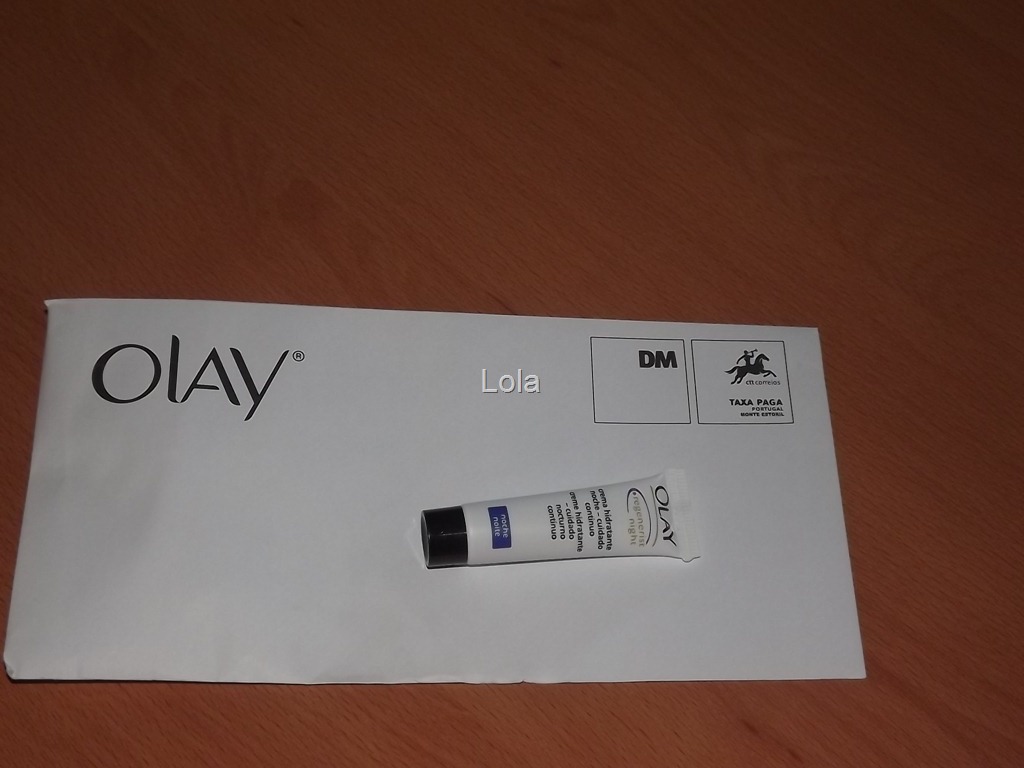 OLAY®
DM
ctt correios
TAXA PAGA
PORTUGAL
MONTE ESTORIL
Lola
OLAY
regenerist
night
crema hidratante
noche – cuidado
continuo
creme hidratante
– cuidado
nocturno
contínuo
noche
noite